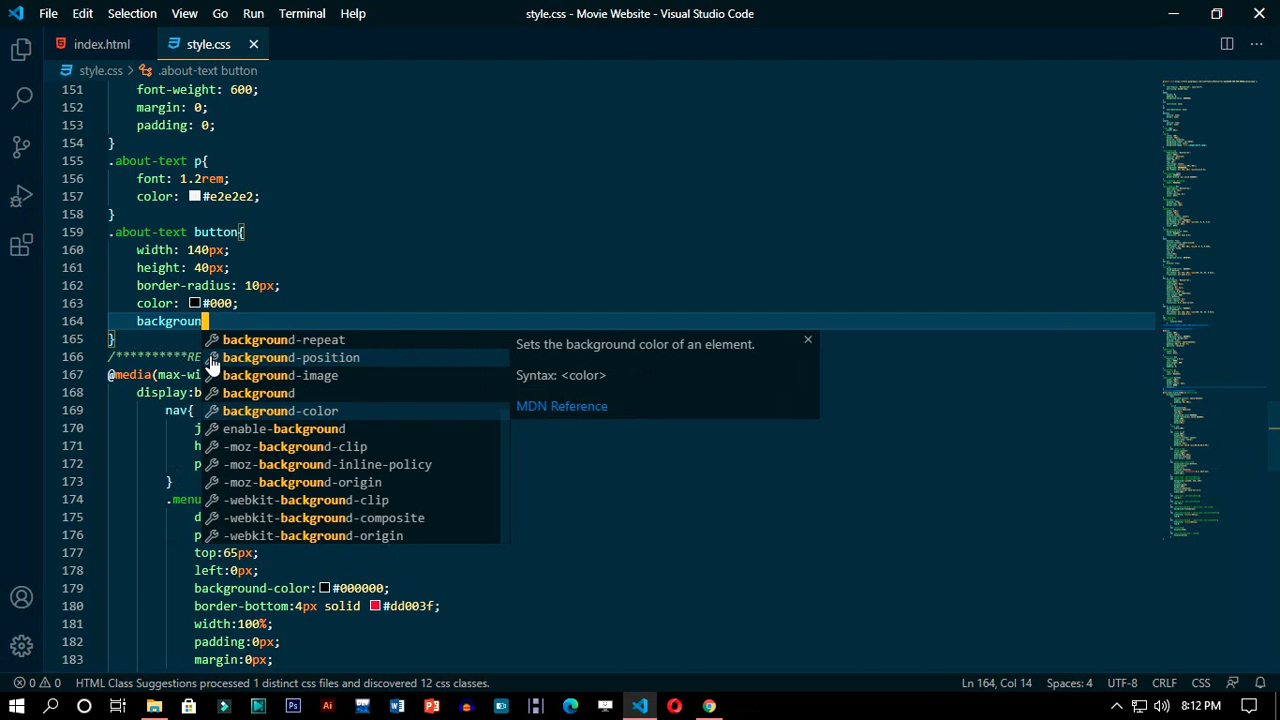 File Edit Selection View Go Run Terminal Help
style.css - Movie Website - Visual Studio Code
index.html style.css
style.css > .about-text button
151 font-weight: 600;
152 margin: 0;
153 padding: 0;
154 }
155 .about-text p{
156 font: 1.2rem;
157 color: #e2e2e2;
158 }
159 .about-text button{
160 width: 140px;
161 height: 40px;
162 border-radius: 10px;
163 color: #000;
164 backgroun
165 }
background-repeat
Sets the background color of an element.
166 /**********RE
background-position
167 @media(max-wi
background-image
Syntax: <color>
168 display:b
background
169 nav{
background-color
MDN Reference
170 j
enable-background
171 h
-moz-background-clip
172 p
-moz-background-inline-policy
173 }
-moz-background-origin
174 .menu
-webkit-background-clip
175 d
-webkit-background-composite
176 p
-webkit-background-origin
177 top:65px;
178 left:0px;
179 background-color: #000000;
180 border-bottom:4px solid #dd003f;
181 width:100%;
182 padding:0px;
183 margin:0px;
0 0 HTML Class Suggestions processed 1 distinct css files and discovered 12 css classes.
Ln 164, Col 14 Spaces: 4 UTF-8 CRLF CSS
8:12 PM